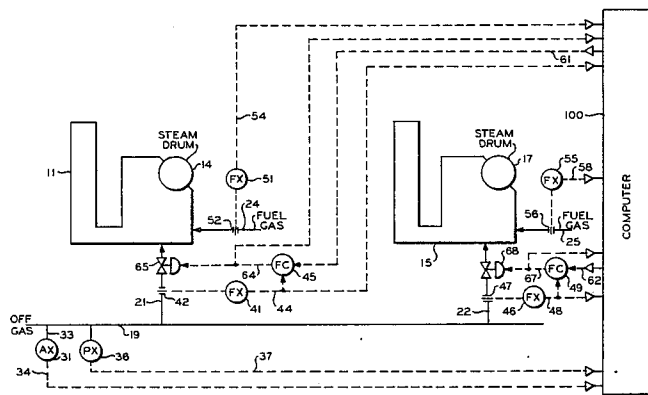 61
54
100
COMPUTER
STEAM
DRUM
14
11
FX
51
52
24
FUEL
GAS
STEAM
DRUM
17
FX
55
58
56
FUEL
GAS
25
15
65
64
FC
45
42
21
FX
41
44
68
67
FC
49
62
47
46
FX
48
22
OFF
GAS
33
19
AX
31
PX
36
37
34